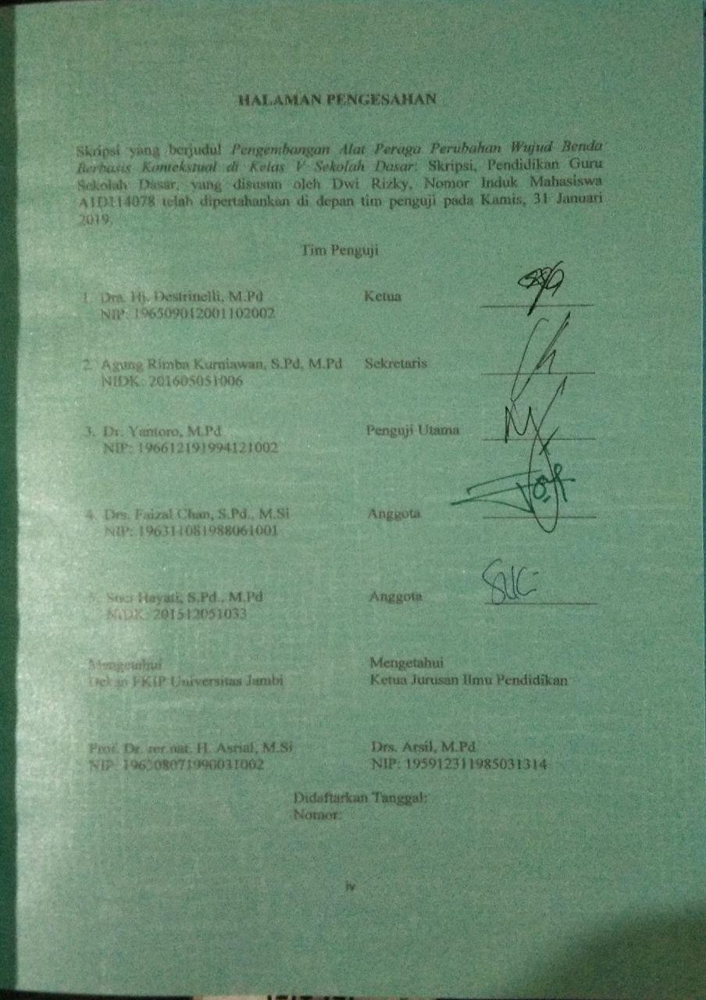 HALAMAN PENGESAHAN
Skripsi yang berjudul Pengembangan Alat Peraga Perubahan Wujud Benda
Berbasis Kontekstual di Kelas V Sekolah Dasar: Skripsi, Pendidikan Guru
Sekolah Dasar, yang disusun oleh Dwi Rizky, Nomor Induk Mahasiswa
A1D114078 telah dipertahankan di depan tim penguji pada Kamis, 31 Januari
2019.
Tim Penguji
1. Dra. Hj. Destrinelli, M.Pd Ketua
NIP: 196509012001102002
2. Agung Rimba Kurniawan, S.Pd, M.Pd Sekretaris
NIDK: 201605051006
3. Dr. Yantoro, M.Pd Penguji Utama
NIP: 196612191994121002
4. Drs. Faizal Chan, S.Pd., M.Si Anggota
NIP: 196311081988061001
5. Suci Hayati, S.Pd., M.Pd Anggota
NIDK: 201512051033
Mengetahui Mengetahui
Dekan FKIP Universitas Jambi Ketua Jurusan Ilmu Pendidikan
Prof. Dr. rer.nat. H. Asrial, M.Si Drs. Arsil, M.Pd
NIP: 196308071990031002 NIP: 195912311985031314
Didaftarkan Tanggal:
Nomor:
iv